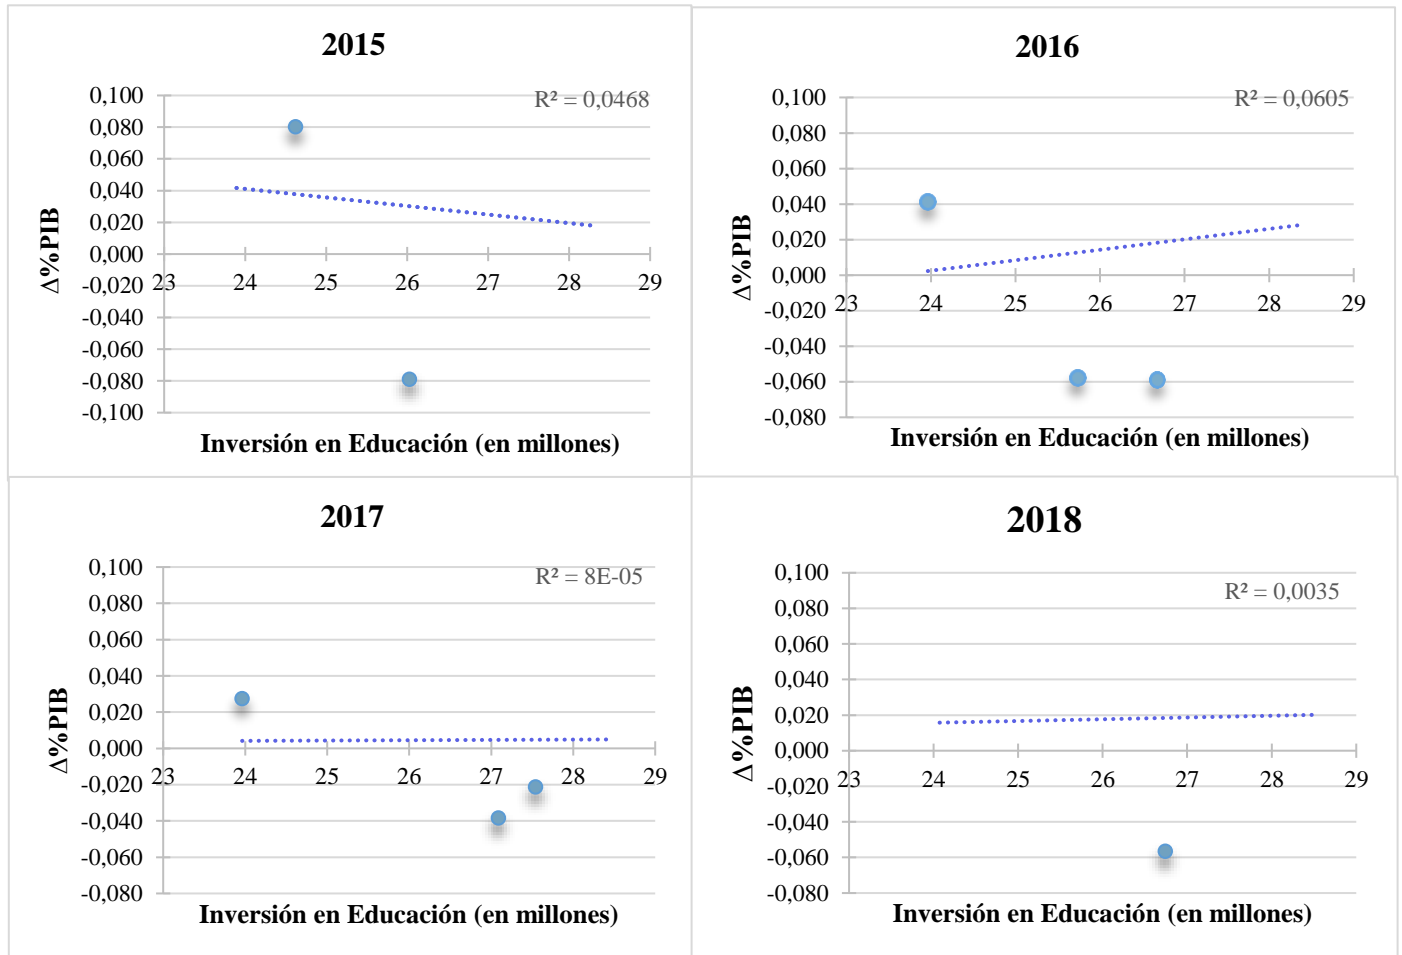 2015
R² = 0,0468
0,100
0,080
0,060
0,040
0,020
0,000
-0,020
-0,040
-0,060
-0,080
-0,100
23 24 25 26 27 28 29
Δ%PIB
Inversión en Educación (en millones)
2016
R² = 0,0605
0,100
0,080
0,060
0,040
0,020
0,000
-0,020
-0,040
-0,060
-0,080
23 24 25 26 27 28 29
Δ%PIB
Inversión en Educación (en millones)
2017
R² = 8E-05
0,100
0,080
0,060
0,040
0,020
0,000
-0,020
-0,040
-0,060
-0,080
23 24 25 26 27 28 29
Δ%PIB
Inversión en Educación (en millones)
2018
R² = 0,0035
0,100
0,080
0,060
0,040
0,020
0,000
-0,020
-0,040
-0,060
-0,080
23 24 25 26 27 28 29
Δ%PIB
Inversión en Educación (en millones)